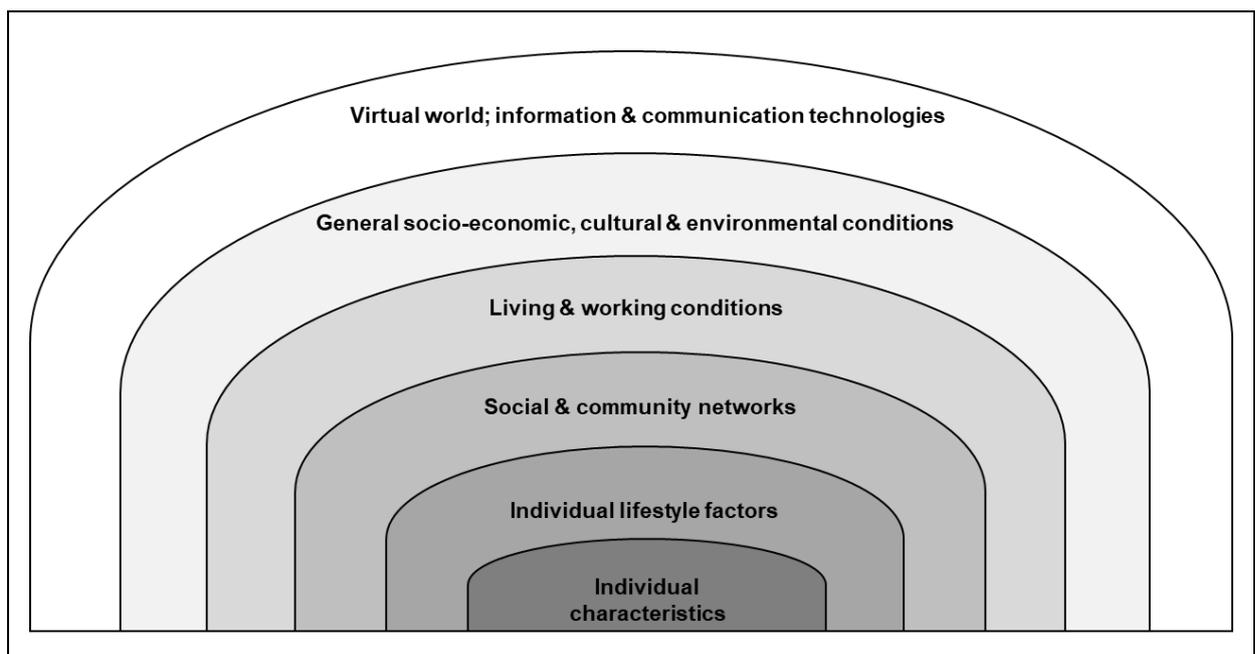 Virtual world; information & communication technologies
General socio-economic, cultural & environmental conditions
Living & working conditions
Social & community networks
Individual lifestyle factors
Individual
characteristics